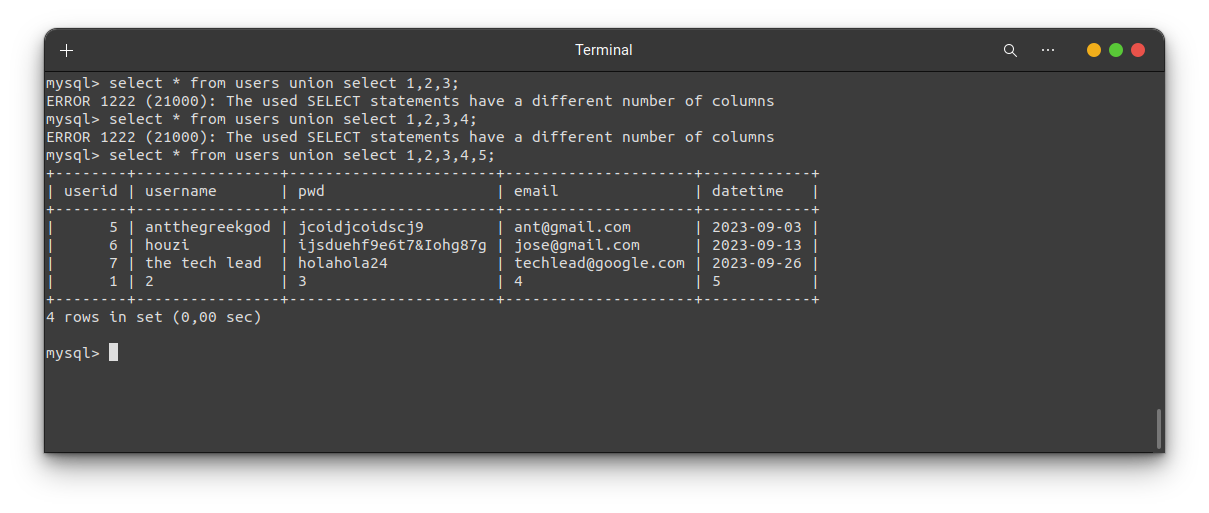 Terminal
mysql> select * from users union select 1,2,3;
ERROR 1222 (21000): The used SELECT statements have a different number of columns
mysql> select * from users union select 1,2,3,4;
ERROR 1222 (21000): The used SELECT statements have a different number of columns
mysql> select * from users union select 1,2,3,4,5;
+--------+----------------+-----------------------+---------------------+------------+
| userid | username       | pwd                   | email               | datetime   |
+--------+----------------+-----------------------+---------------------+------------+
|      5 | antthegreekgod | jcoidjcoidscj9        | ant@gmail.com       | 2023-09-03 |
|      6 | houzi          | ijsduehf9e6t7&Iohg87g | jose@gmail.com      | 2023-09-13 |
|      7 | the tech lead  | holahola24            | techlead@google.com | 2023-09-26 |
|      1 | 2              | 3                     | 4                   | 5          |
+--------+----------------+-----------------------+---------------------+------------+
4 rows in set (0,00 sec)
mysql>